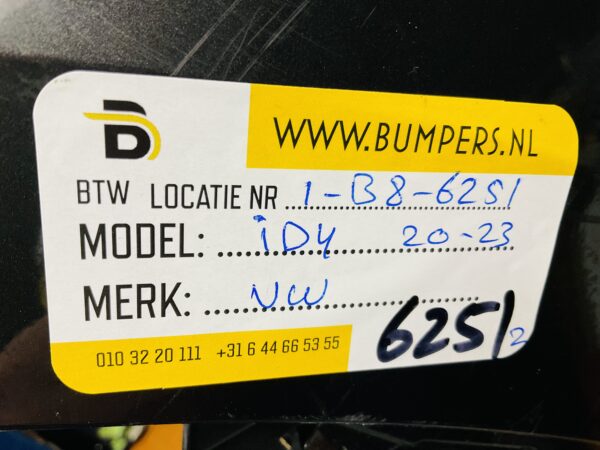 WWW.BUMPERS.NL
BTW LOCATIE NR 1-B8-6251
MODEL: iD4 20-23
MERK: VW
6251 2
010 32 20 111 +31 6 44 66 53 55